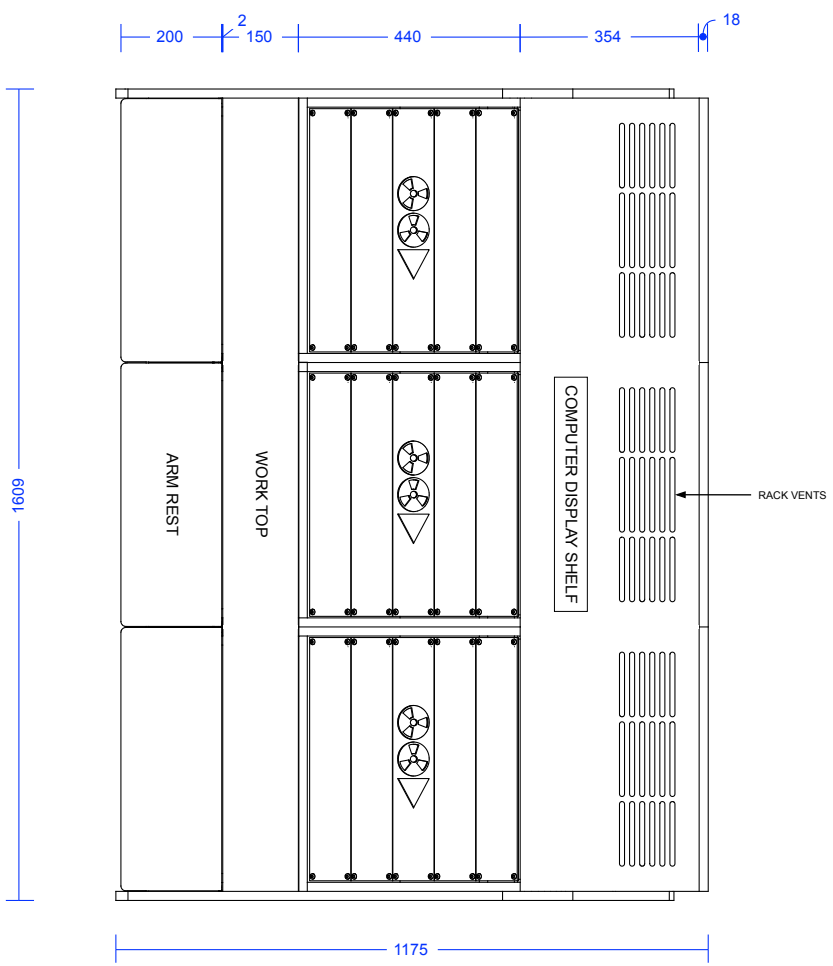 2
18
200
150
440
354
1609
ARM REST
WORK TOP
COMPUTER DISPLAY SHELF
RACK VENTS
1175